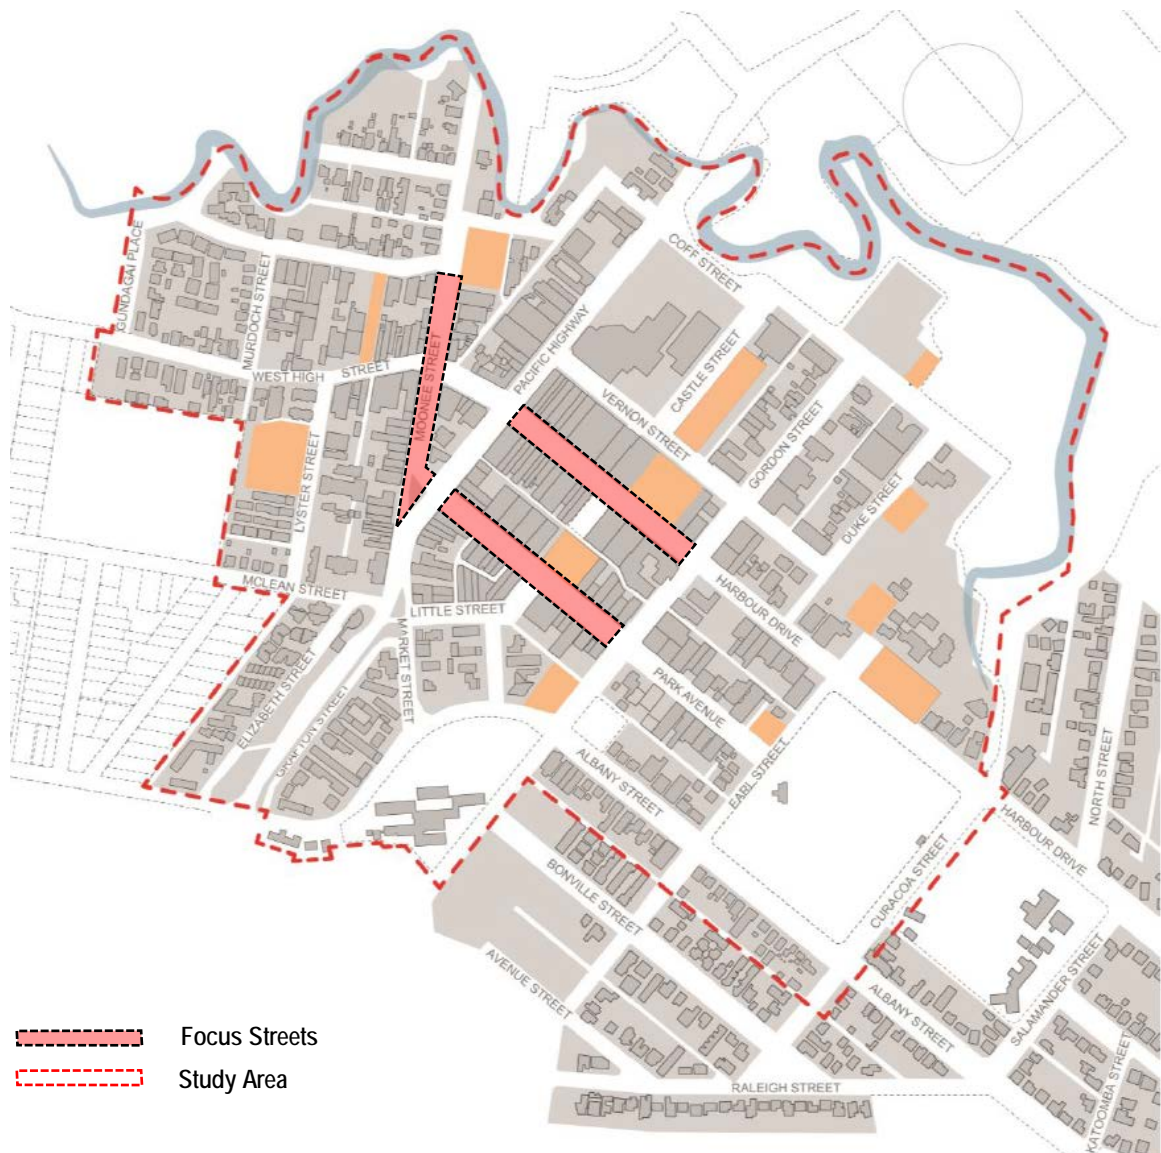 COFF STREET
GUNDAGAI PLACE
MURDOCH STREET
PACIFIC HIGHWAY
MOONEE STREET
WEST HIGH STREET
CASTLE STREET
VERNON STREET
GORDON STREET
LYSTER STREET
DUKE STREET
MCLEAN STREET
LITTLE STREET
HARBOUR DRIVE
MARKET STREET
ELIZABETH STREET
GRAFTON STREET
PARK AVENUE
ALBANY STREET
EARL STREET
NORTH STREET
HARBOUR DRIVE
BONVILLE STREET
CURACOA STREET
AVENUE STREET
ALBANY STREET
SALAMANDER STREET
KATOOMBA STREET
RALEIGH STREET
Focus Streets
Study Area